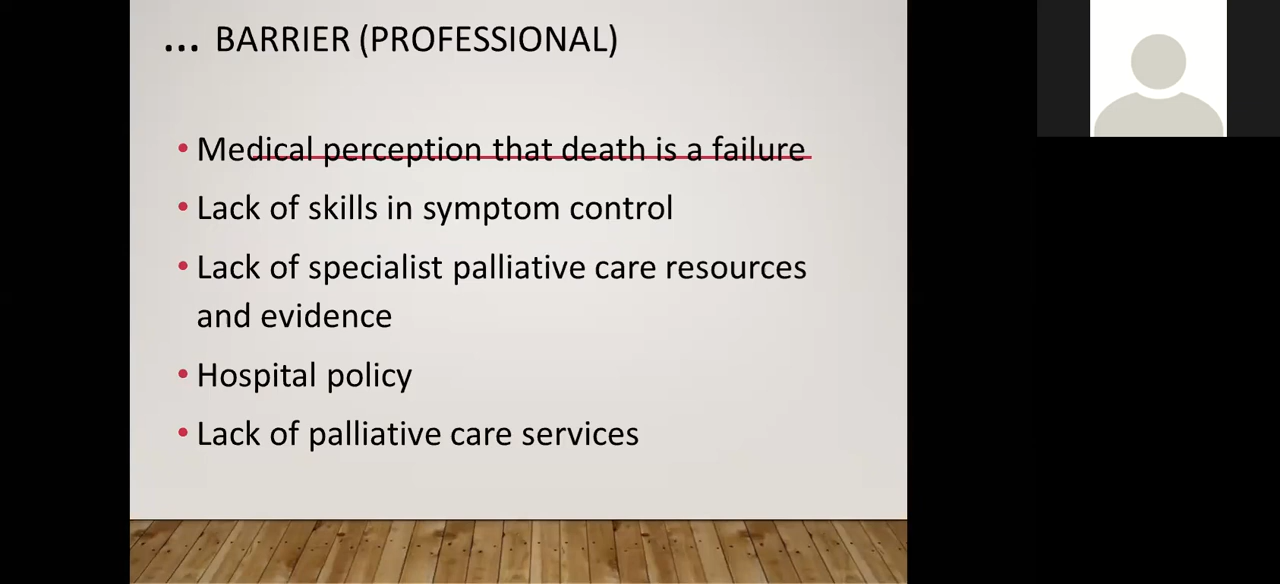 ... BARRIER (PROFESSIONAL)
• Medical perception that death is a failure
• Lack of skills in symptom control
• Lack of specialist palliative care resources
and evidence
• Hospital policy
• Lack of palliative care services